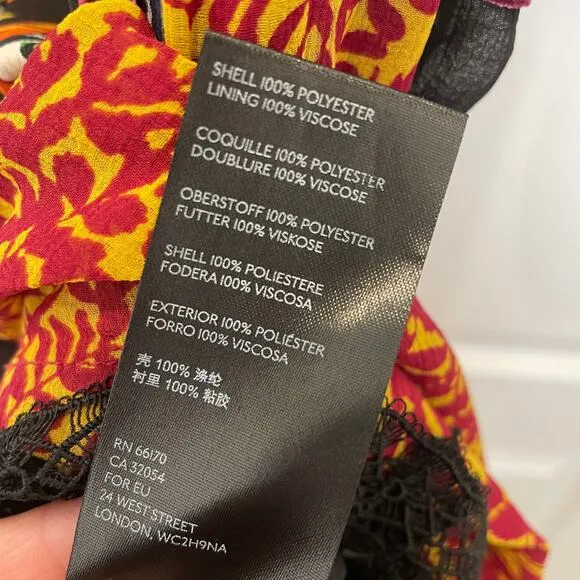 SHELL 100% POLYESTER
LINING 100% VISCOSE
COQUILLE 100% POLYESTER
DOUBLURE 100% VISCOSE
OBERSTOFF 100% POLYESTER
FUTTER 100% VISKOSE
SHELL 100% POLIESTERE
FODERA 100% VISCOSA
EXTERIOR 100% POLIÉSTER
FORRO 100% VISCOSA
壳 100% 涤纶
衬里 100% 粘胶
RN 66170
CA 32054
FOR EU
24 WEST STREET
LONDON, WC2H9NA